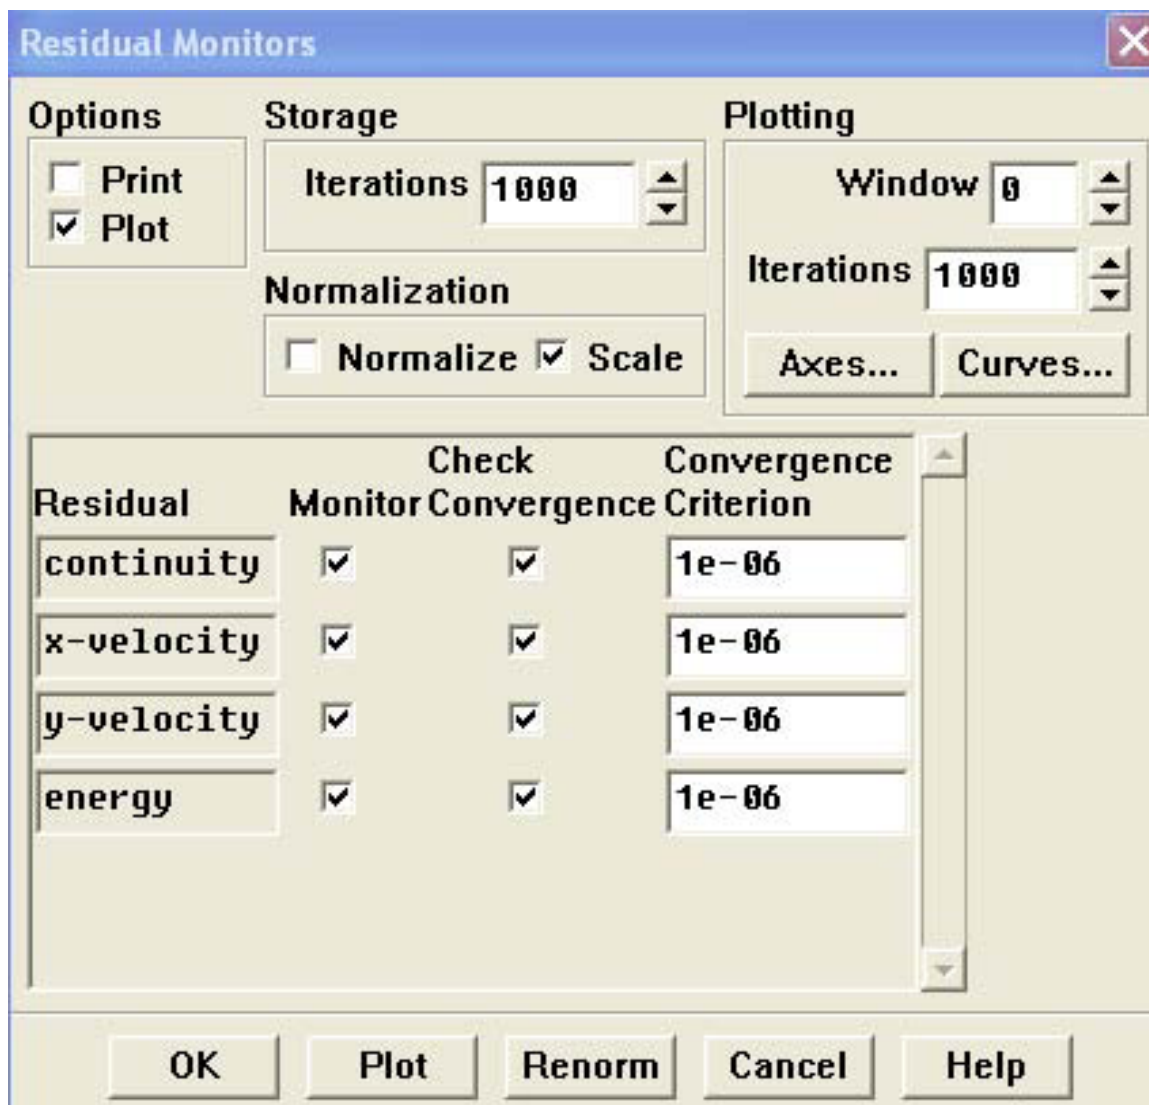 Residual Monitors
Options
Print
Plot
Storage
Iterations 1000
Normalization
Normalize Scale
Plotting
Window 0
Iterations 1000
Axes... Curves...
Residual Monitor Check Convergence Convergence Criterion
continuity 1e-06
x-velocity 1e-06
y-velocity 1e-06
energy 1e-06
OK Plot Renorm Cancel Help